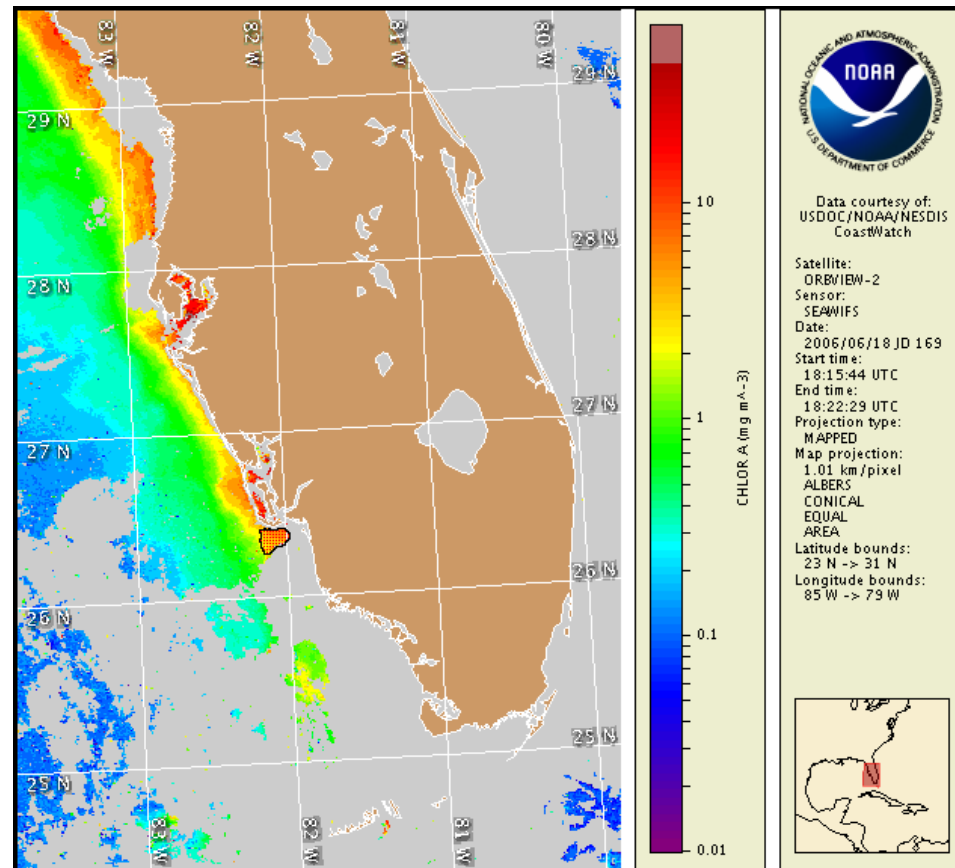 83 W
82 W
81 W
80 W
29 N
29 N
28 N
28 N
27 N
27 N
26 N
26 N
25 N
25 N
83 W
82 W
81 W
10
1
0.1
0.01
CHLOR A (mg m^-3)
NATIONAL OCEANIC AND ATMOSPHERIC ADMINISTRATION
NOAA
U.S. DEPARTMENT OF COMMERCE
Data courtesy of:
USDOC/NOAA/NESDIS
CoastWatch
Satellite:
ORBVIEW-2
Sensor:
SEAWIFS
Date:
2006/06/18 JD 169
Start time:
18:15:44 UTC
End time:
18:22:29 UTC
Projection type:
MAPPED
Map projection:
1.01 km/pixel
ALBERS
CONICAL
EQUAL
AREA
Latitude bounds:
23 N -> 31 N
Longitude bounds:
85 W -> 79 W